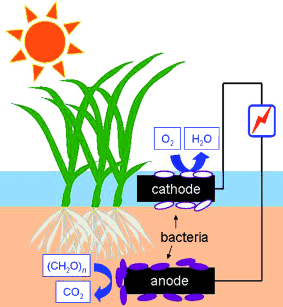 O₂ H₂O
cathode
bacteria
(CH₂O)ₙ
anode
CO₂